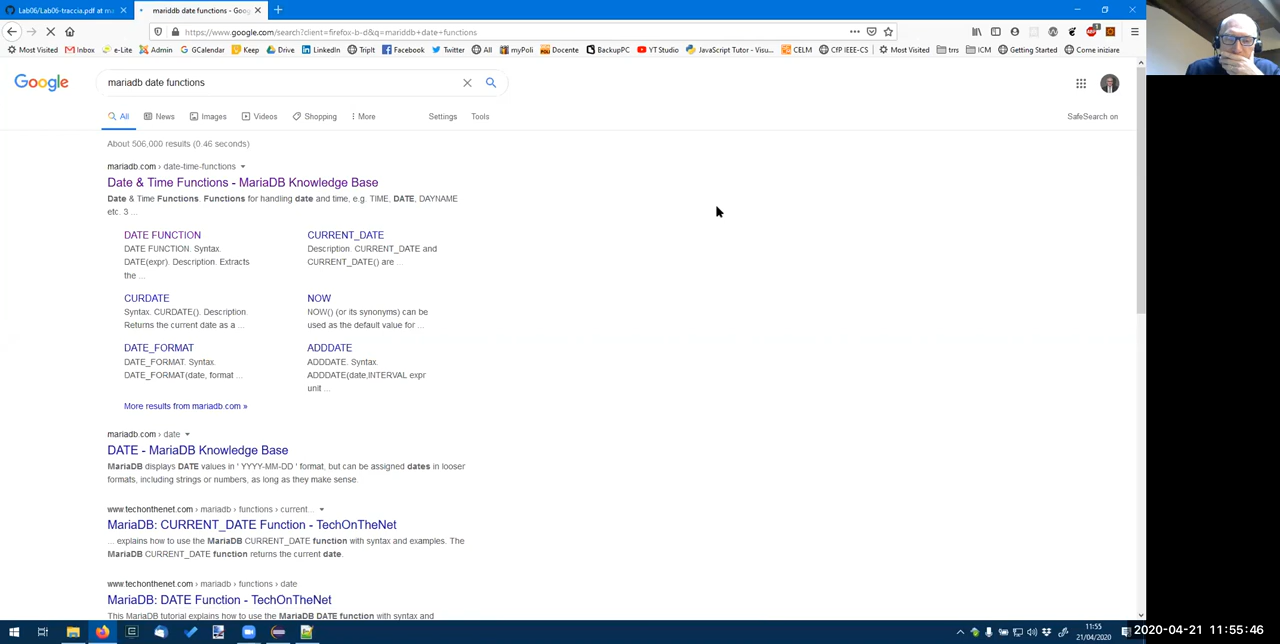 Lab06/Lab06-traccia.pdf at ma
mariddb date functions - Goog
https://www.google.com/search?client=firefox-b-d&q=mariddb+date+functions
Most Visited
Inbox
e-Lite
Admin
GCalendar
Keep
Drive
LinkedIn
TripIt
Facebook
Twitter
All
myPoli
Docente
BackupPC
YT Studio
JavaScript Tutor - Visu...
CELM
CfP IEEE-CS
Most Visited
trrs
ICM
Getting Started
Corne iniziare
Google
mariadb date functions
All
News
Images
Videos
Shopping
More
Settings
Tools
SafeSearch on
About 506,000 results (0.46 seconds)
mariadb.com › date-time-functions
Date & Time Functions - MariaDB Knowledge Base
Date & Time Functions. Functions for handling date and time, e.g. TIME, DATE, DAYNAME
etc. 3 ...
DATE FUNCTION
DATE FUNCTION. Syntax.
DATE(expr). Description. Extracts
the ...
CURRENT_DATE
Description. CURRENT_DATE and
CURRENT_DATE() are ...
CURDATE
Syntax. CURDATE(). Description.
Returns the current date as a ...
NOW
NOW() (or its synonyms) can be
used as the default value for ...
DATE_FORMAT
DATE_FORMAT. Syntax.
DATE_FORMAT(date, format ...
ADDDATE
ADDDATE. Syntax.
ADDDATE(date,INTERVAL expr
unit ...
More results from mariadb.com »
mariadb.com › date
DATE - MariaDB Knowledge Base
MariaDB displays DATE values in ' YYYY-MM-DD ' format, but can be assigned dates in looser
formats, including strings or numbers, as long as they make sense.
www.techonthenet.com › mariadb › functions › current...
MariaDB: CURRENT_DATE Function - TechOnTheNet
... explains how to use the MariaDB CURRENT_DATE function with syntax and examples. The
MariaDB CURRENT_DATE function returns the current date.
www.techonthenet.com › mariadb › functions › date
MariaDB: DATE Function - TechOnTheNet
This MariaDB tutorial explains how to use the MariaDB DATE function with syntax and
11:55
21/04/2020
2020-04-21 11:55:46